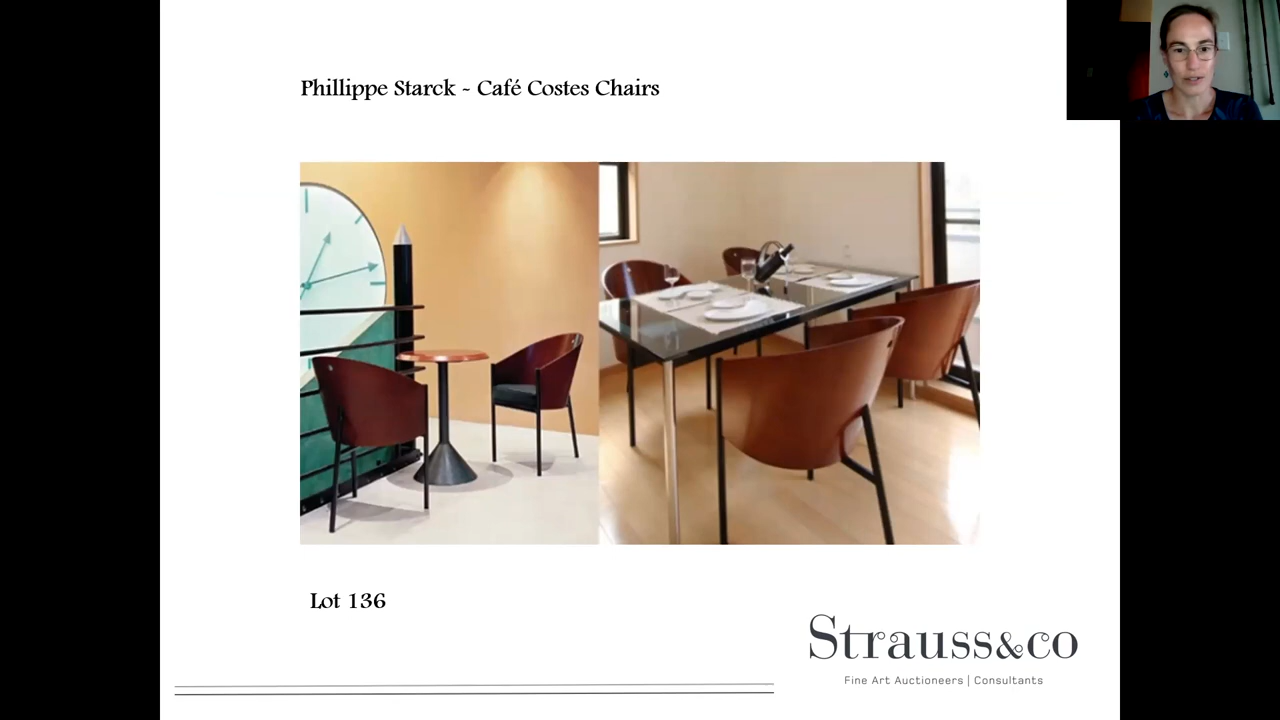 Phillippe Starck - Café Costes Chairs
Lot 136
Strauss&co
Fine Art Auctioneers | Consultants